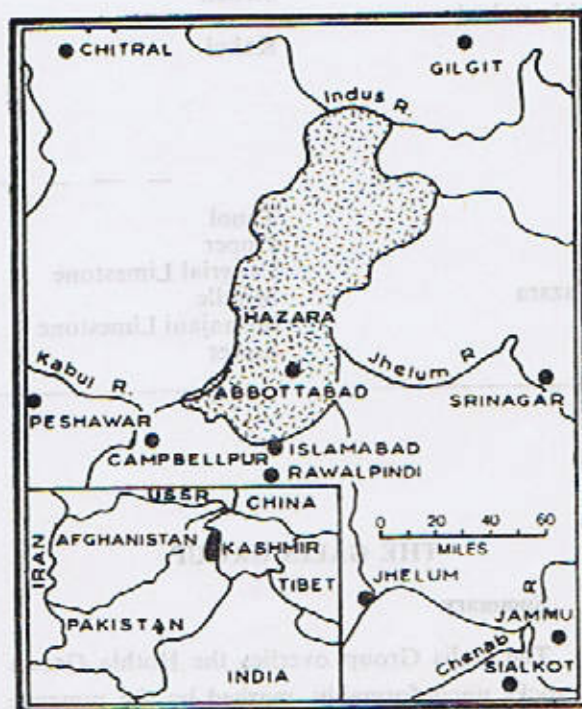 CHITRAL
GILGIT
Indus R.
HAZARA
Kabul R.
Jhelum R
ABBOTTABAD
SRINAGAR
PESHAWAR
CAMPBELLPUR
ISLAMABAD
RAWALPINDI
USSR
CHINA
IRAN
AFGHANISTAN
KASHMIR
TIBET
PAKISTAN
INDIA
0 20 40 60
MILES
JHELUM
Chenab R
JAMMU
SIALKOT